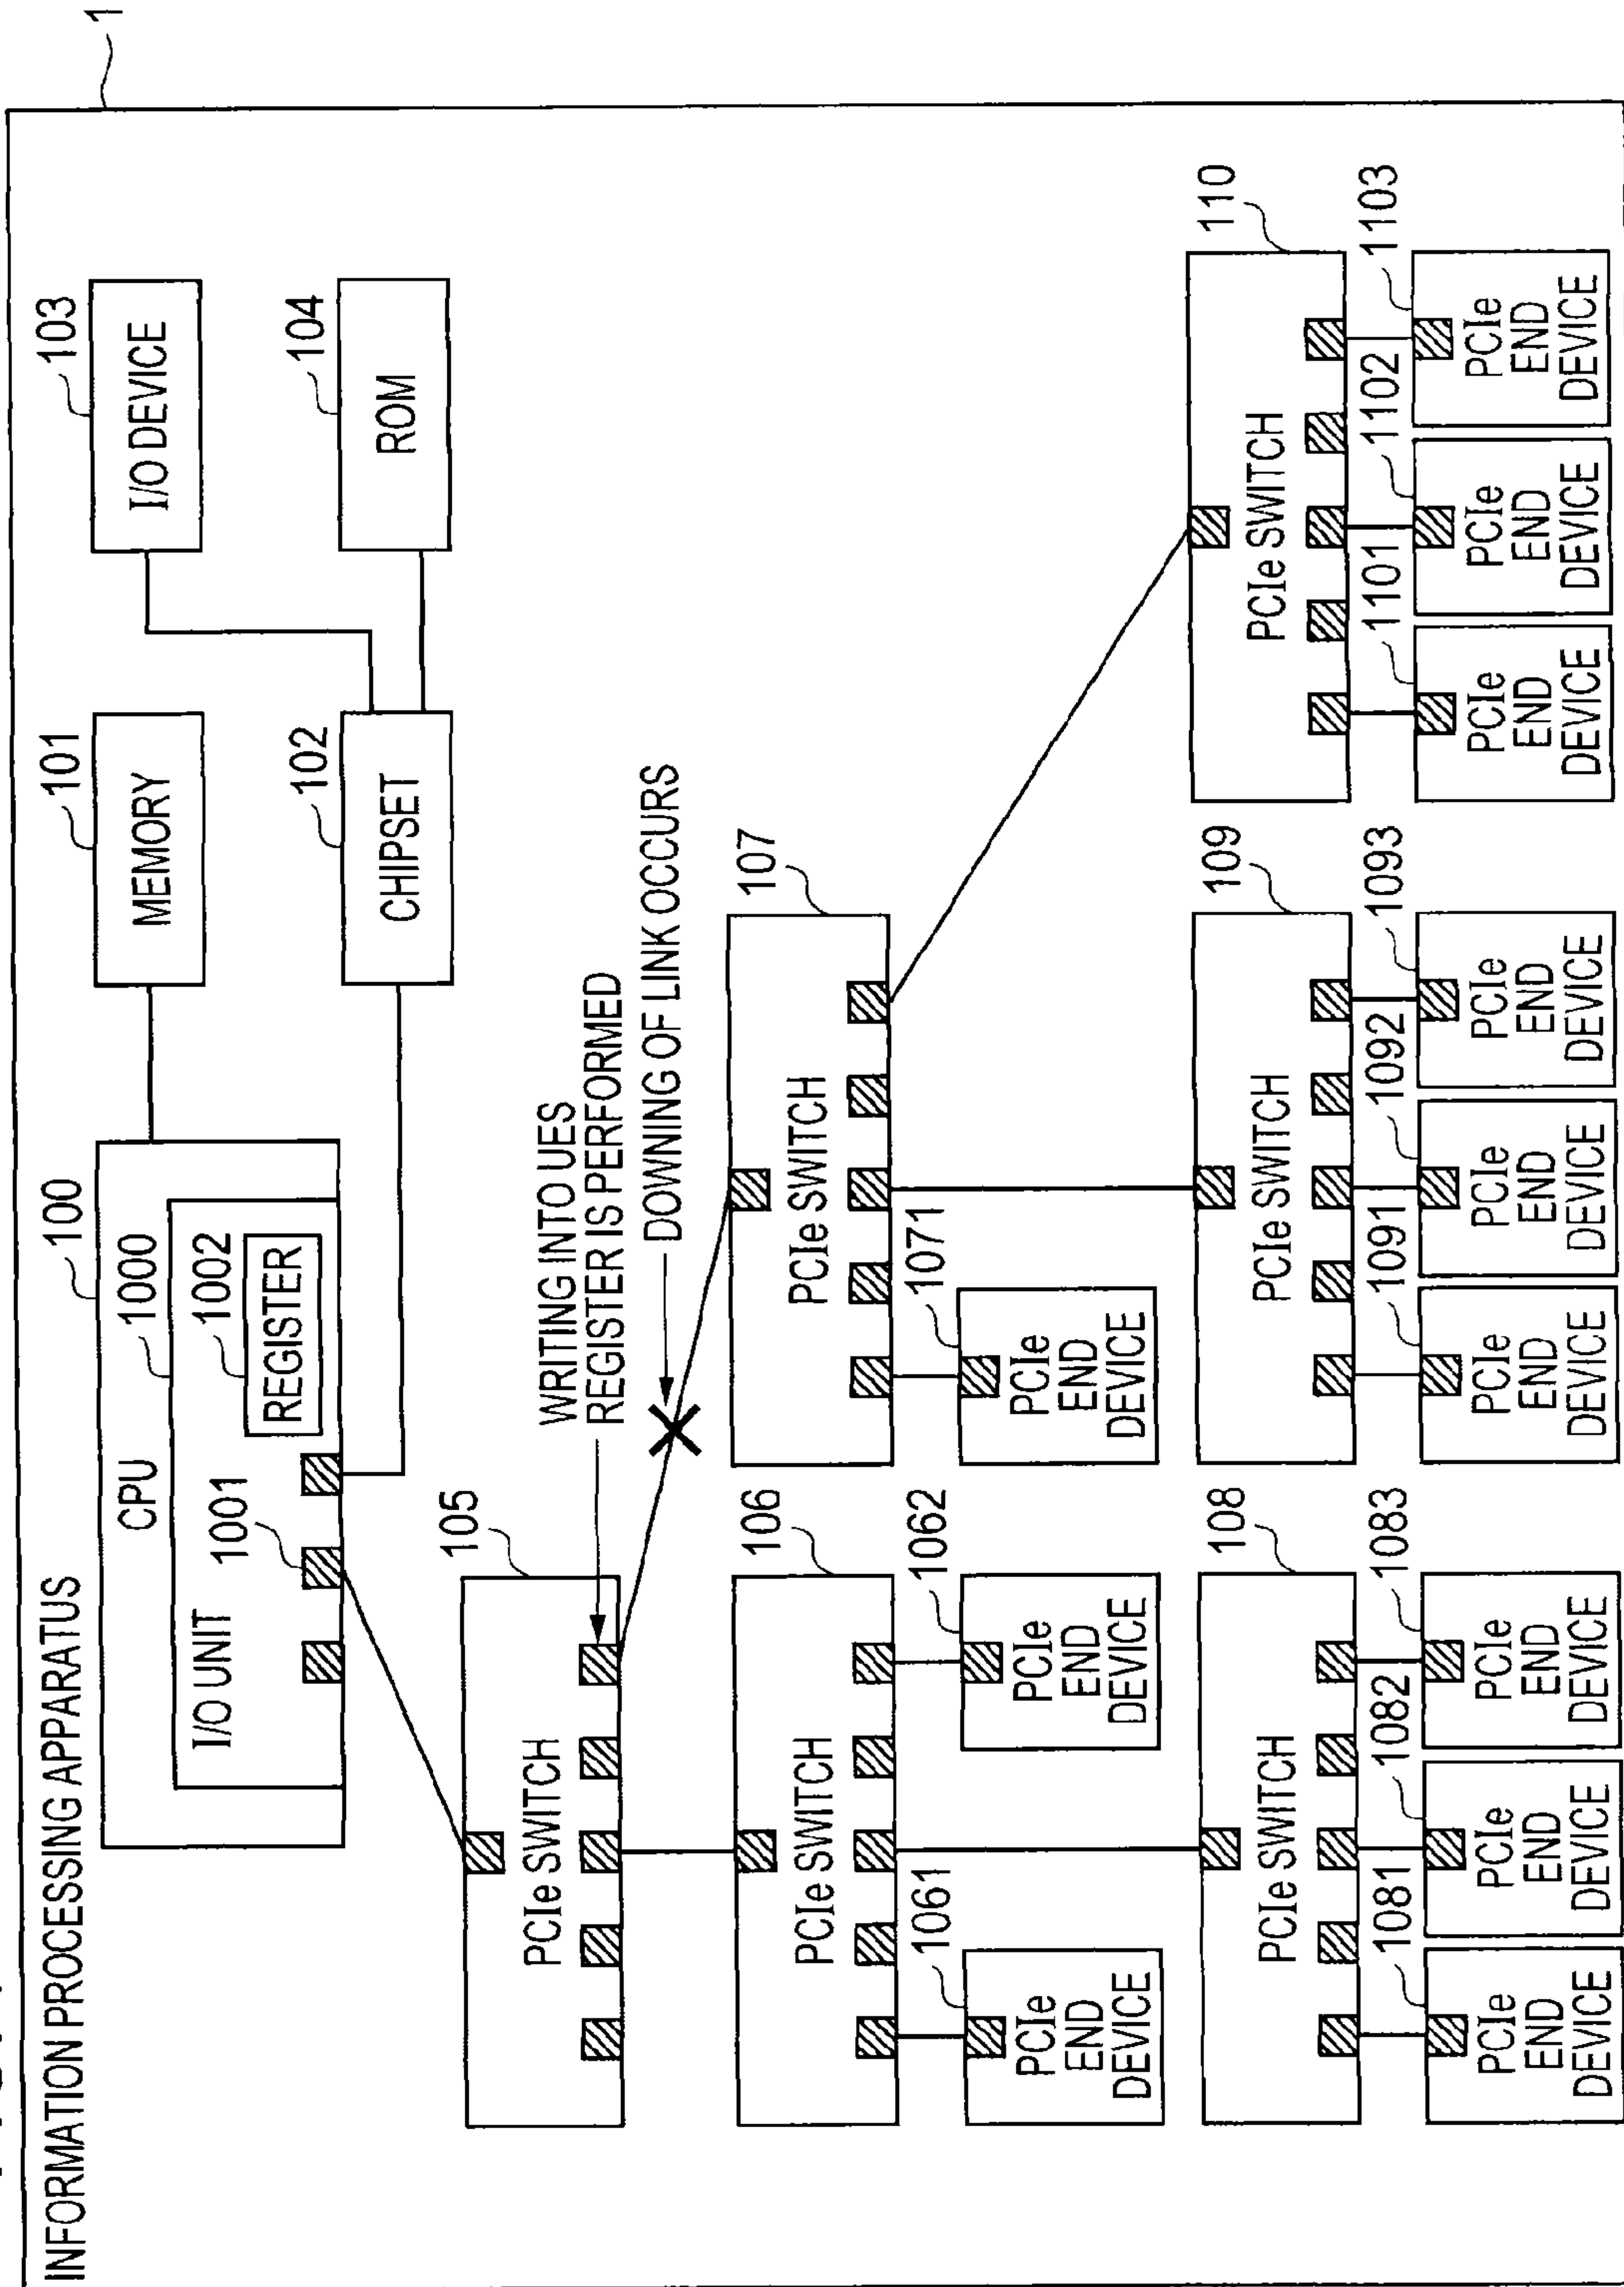 1
INFORMATION PROCESSING APPARATUS
100
CPU
1000
I/O UNIT
1001
1002
REGISTER
101
MEMORY
103
I/O DEVICE
102
CHIPSET
104
ROM
105
PCIe SWITCH
WRITING INTO UES
REGISTER IS PERFORMED
DOWNING OF LINK OCCURS
106
PCIe SWITCH
107
PCIe SWITCH
1061
PCIe
END
DEVICE
1062
PCIe
END
DEVICE
1071
PCIe
END
DEVICE
108
PCIe SWITCH
109
PCIe SWITCH
110
PCIe SWITCH
1081
PCIe
END
DEVICE
1082
PCIe
END
DEVICE
1083
PCIe
END
DEVICE
1091
PCIe
END
DEVICE
1092
PCIe
END
DEVICE
1093
PCIe
END
DEVICE
1101
PCIe
END
DEVICE
1102
PCIe
END
DEVICE
1103
PCIe
END
DEVICE